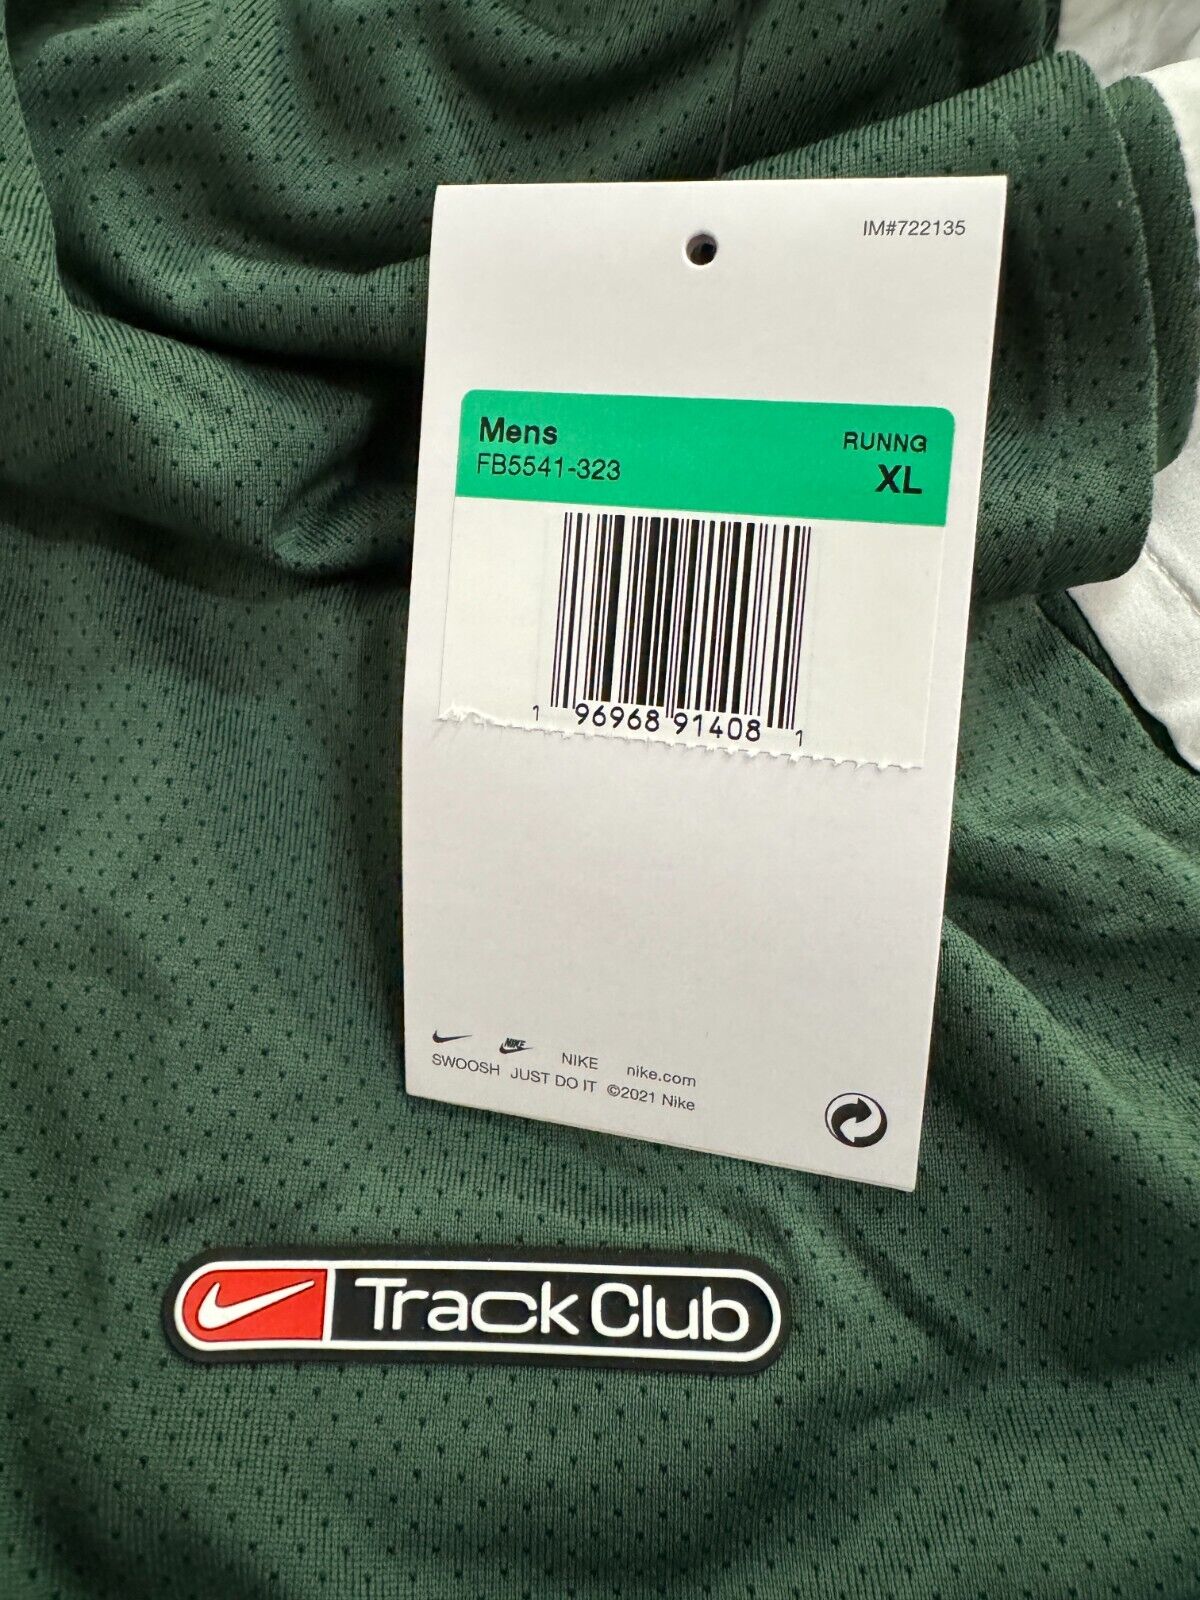 IM#722135
Mens RUNNG
FB5541-323 XL
1 96968 91408 1
NIKE NIKE nike.com
SWOOSH JUST DO IT ©2021 Nike
Track Club